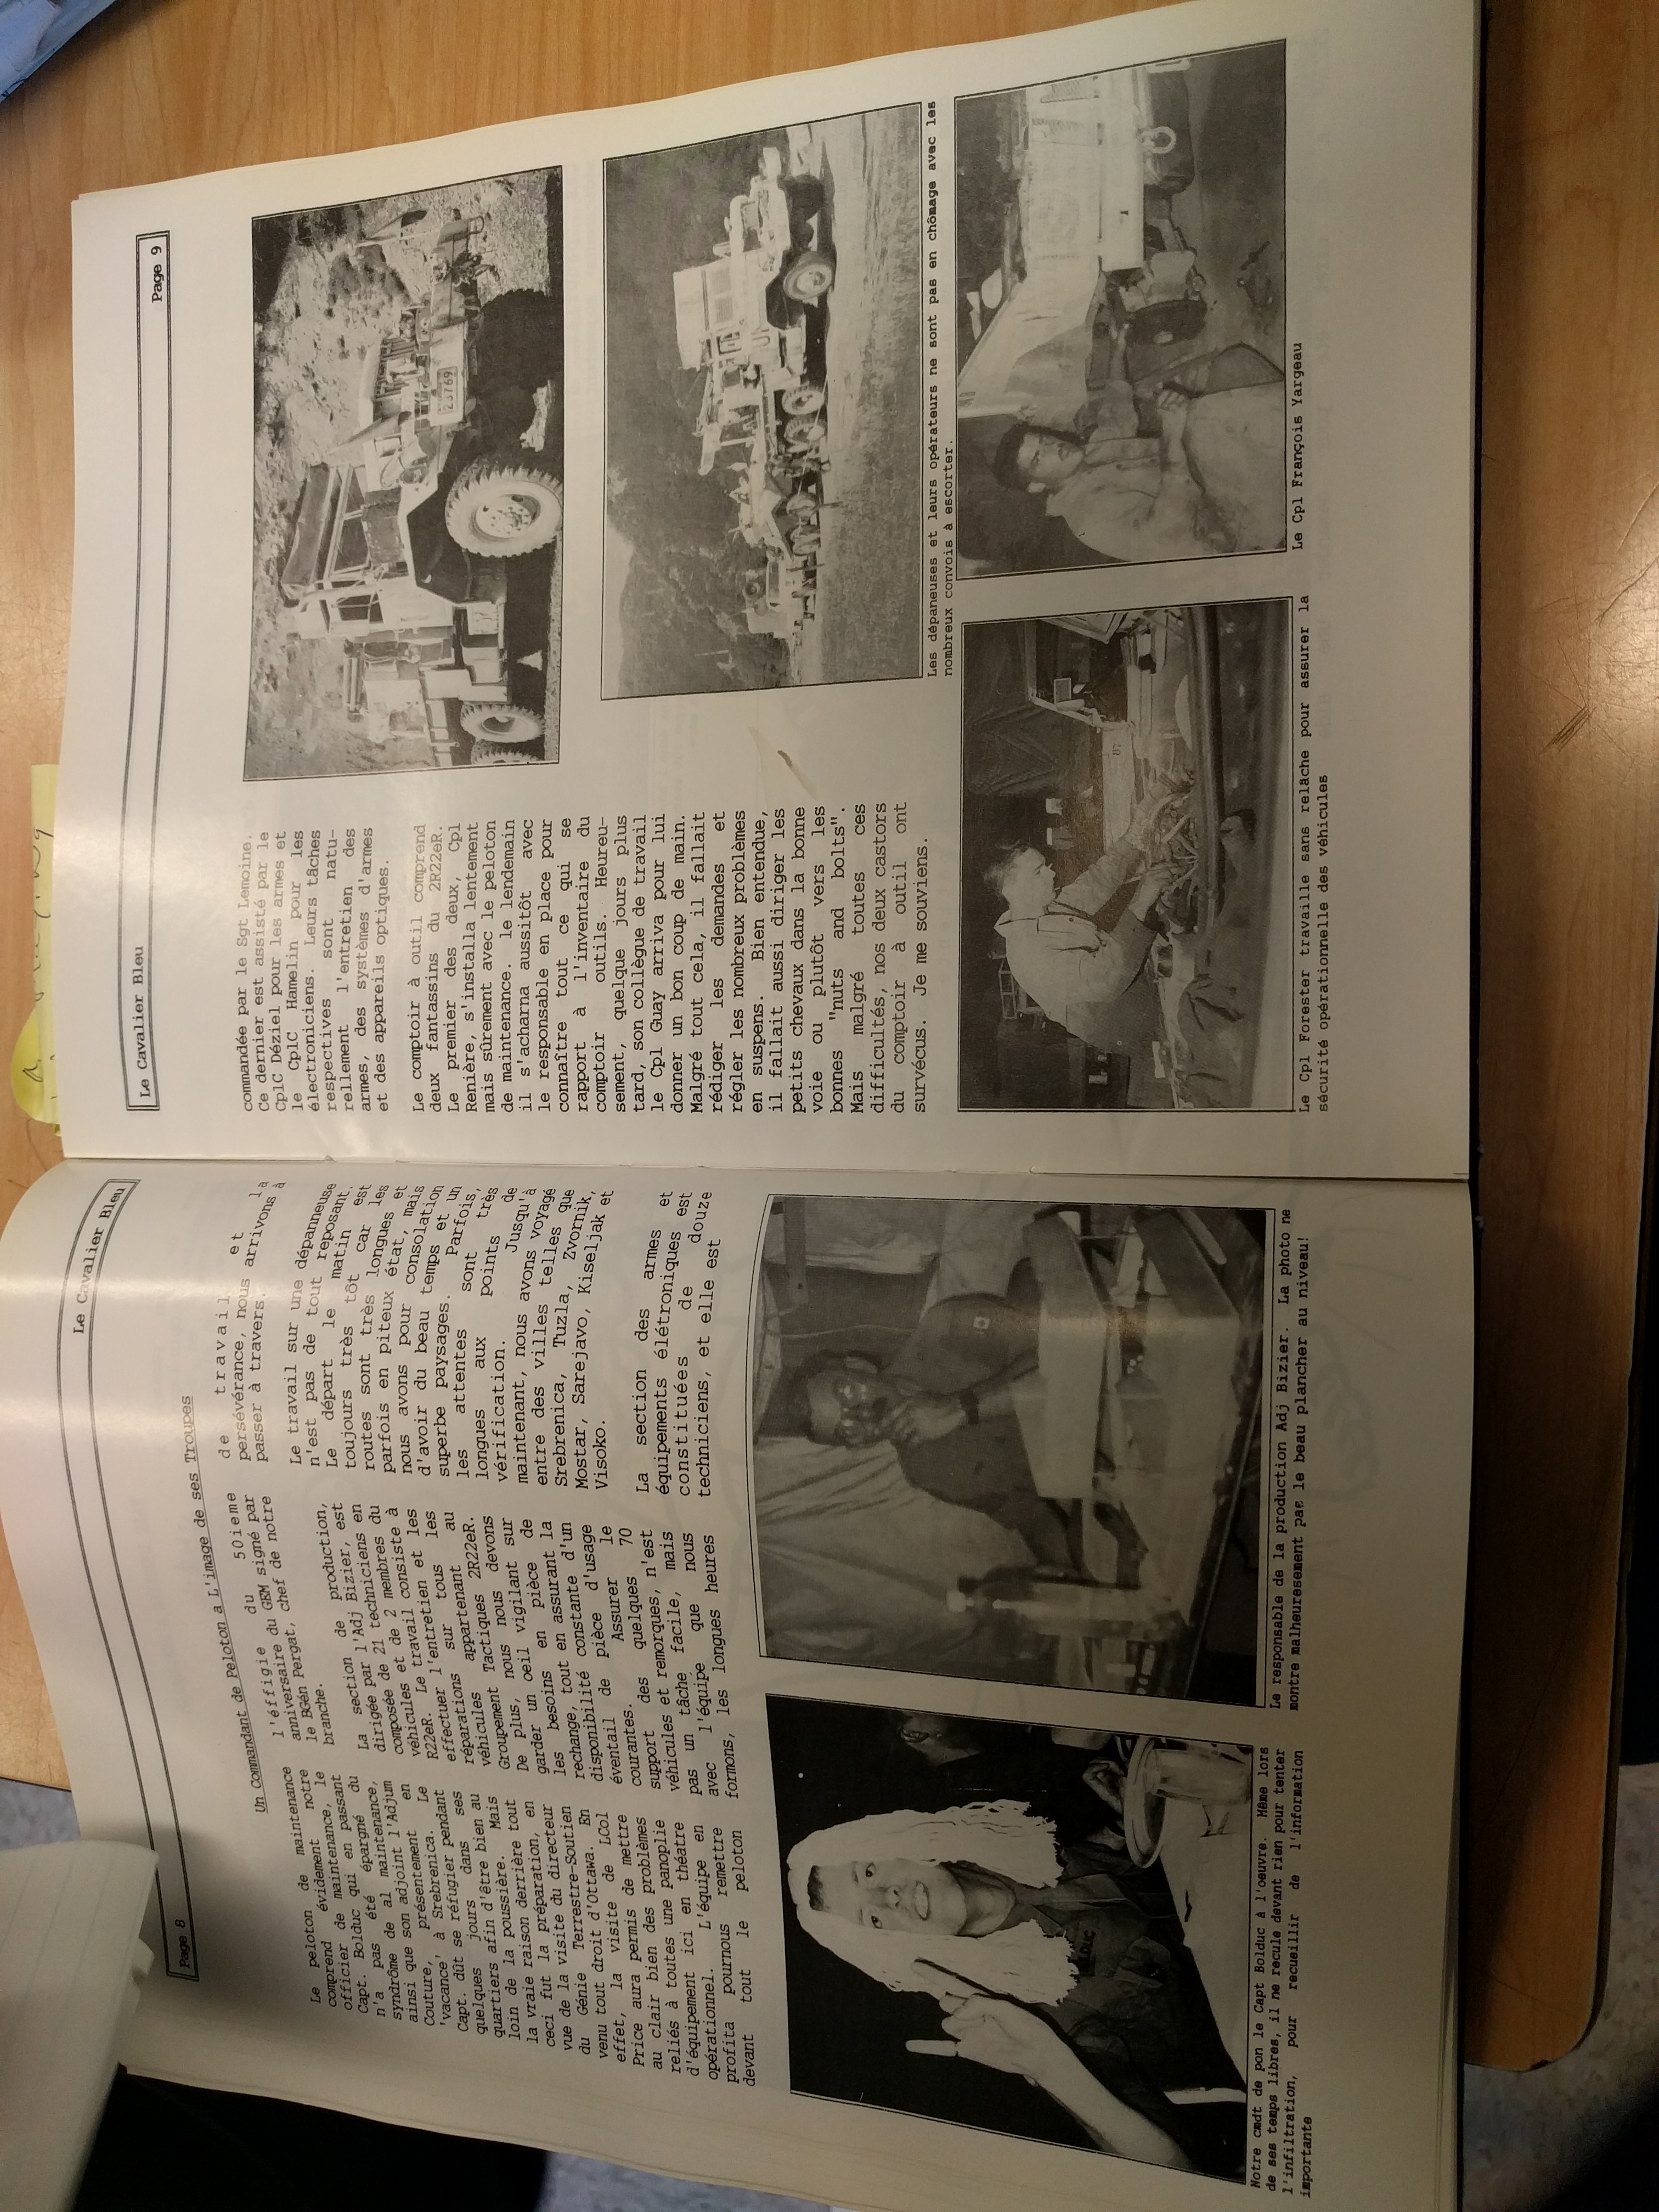 Le Cavalier Bleu
Page 8
Un Commandant de Peloton a L'image de ses Troupes
Le peloton de maintenance
comprend évidement notre
officier de maintenance, le
Capt. Bolduc qui en passant
n'a pas été épargné du
syndrôme de al maintenance,
ainsi que son adjoint l'Adjum
Couture, présentement en
'vacance' à Srebrenica. Le
Capt. dût se réfugier pendant
quelques jours dans ses
quartiers afin d'être bien au
loin de la poussière. Mais
la vraie raison derrière tout
ceci fut la préparation, en
vue de la visite du directeur
du Génie Terrestre-Soutien
venu tout droit d'Ottawa. En
effet, la visite de LCol
Price aura permis de mettre
au clair bien des problèmes
reliés à toutes une panoplie
d'équipement ici en théatre
opérationnel. L'équipe en
profita pournous remettre
devant tout le peloton
l'éffigie du 50ieme
anniversaire du GEM signé par
le BGén Pergat, chef de notre
branche.
La section de production,
dirigée par l'Adj Bizier, est
composée de 21 techniciens en
véhicules et de 2 membres du
R22eR. Le travail consiste à
effectuer l'entretien et les
réparations sur tous les
véhicules appartenant au
Groupement Tactiques 2R22eR.
De plus, nous nous devons
garder un oeil vigilant sur
les besoins en pièce de
rechange, tout en assurant la
disponibilité constante d'un
éventail de pièce d'usage
courantes. Assurer le
support des quelques 70
véhicules et remorques, n'est
pas un tâche facile, mais
avec l'équipe que nous
formons, les longues heures
de travail et la
persévérance, nous arrivons à
passer à travers.
Le travail sur une dépanneuse
n'est pas de tout reposant.
Le départ le matin est
toujours très tôt car les
routes sont très longues et
parfois en piteux état, mais
nous avons pour consolation
d'avoir du beau temps et un
superbe paysages. Parfois,
les attentes sont très
longues aux points de
vérification. Jusqu'à
maintenant, nous avons voyagé
entre des villes telles que
Srebrenica, Tuzla, Zvornik,
Mostar, Sarejavo, Kiseljak et
Visoko.
La section des armes et
équipements élétroniques est
constituées de douze
techniciens, et elle est
Notre cmdt de pon le Capt Bolduc à l'oeuvre. Même lors
de ses temps libres, il ne recule devant rien pour tenter
l'infiltration, pour recueillir de l'information
importante
Le responsable de la production Adj Bizier. La photo ne
montre malheuresement pas le beau plancher au niveau!
Le Cavalier Bleu
Page 9
commandée par le Sgt Lemoine.
Ce dernier est assisté par le
CplC Déziel pour les armes et
le CplC Hamelin pour les
électroniciens. Leurs tâches
respectives sont natu-
rellement l'entretien des
armes, des systèmes d'armes
et des appareils optiques.
Le comptoir à outil comprend
deux fantassins du 2R22eR.
Le premier des deux, Cpl
Renière, s'installa lentement
mais sûrement avec le peloton
de maintenance. le lendemain
il s'acharna aussitôt avec
le responsable en place pour
connaître tout ce qui se
rapport à l'inventaire du
comptoir outils. Heureu-
sement, quelque jours plus
tard, son collègue de travail
le Cpl Guay arriva pour lui
donner un bon coup de main.
Malgré tout cela, il fallait
rédiger les demandes et
régler les nombreux problèmes
en suspens. Bien entendue,
il fallait aussi diriger les
petits chevaux dans la bonne
voie ou plutôt vers les
bonnes "nuts and bolts".
Mais malgré toutes ces
difficultés, nos deux castors
du comptoir à outil ont
survécus. Je me souviens.
23769
UN
Les dépaneuses et leurs opérateurs ne sont pas en chômage avec les
nombreux convois à escorter.
87
Le Cpl Forester travaille sans relâche pour assurer la
sécurité opérationnelle des véhicules
Le Cpl François Yargeau